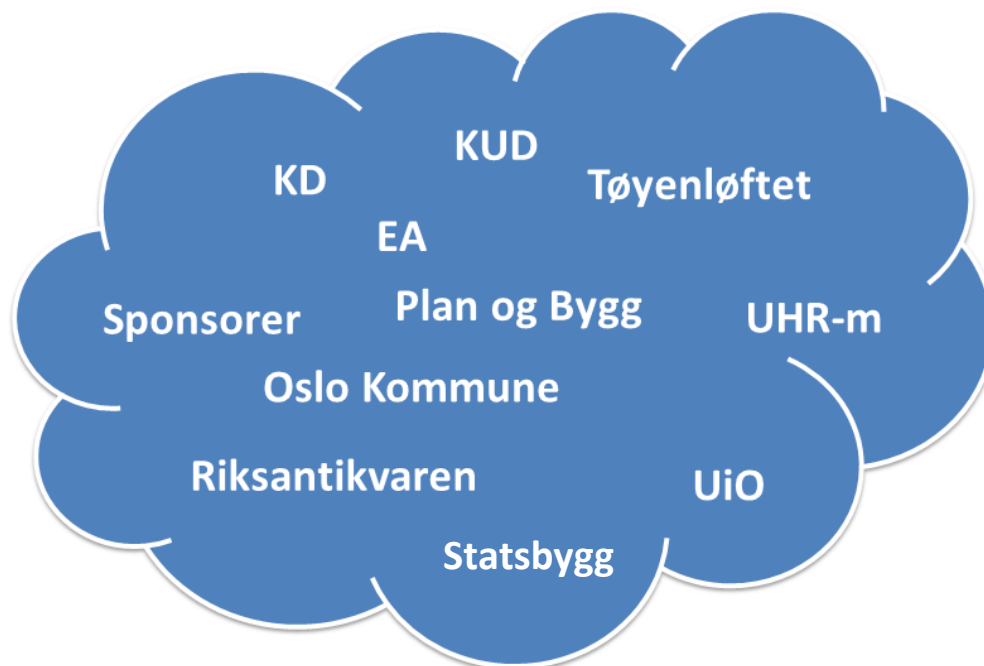 KUD
KD
Tøyenløftet
EA
Plan og Bygg
Sponsorer
UHR-m
Oslo Kommune
Riksantikvaren
UiO
Statsbygg